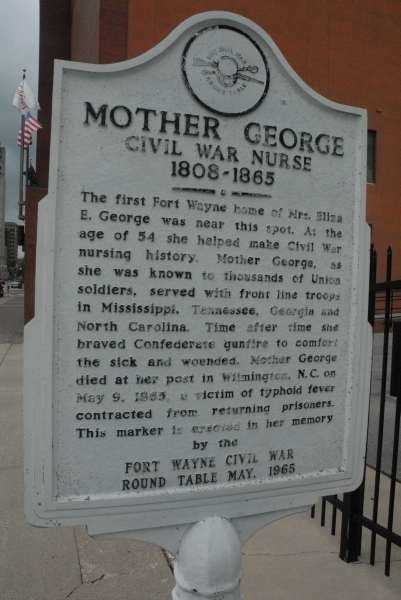 CIVIL WAR
ROUND TABLE
MOTHER GEORGE
CIVIL WAR NURSE
1808-1865
The first Fort Wayne home of Mrs. Eliza
E. George was near this spot. At the
age of 54 she helped make Civil War
nursing history. Mother George, as
she was known to thousands of Union
soldiers, served with front line troops
in Mississippi, Tennessee, Georgia and
North Carolina. Time after time she
braved Confederate gunfire to comfort
the sick and wounded. Mother George
died at her post in Wilmington, N.C. on
May 9, 1865, a victim of typhoid fever
contracted from returning prisoners.
This marker is erected in her memory
by the
FORT WAYNE CIVIL WAR
ROUND TABLE MAY, 1965